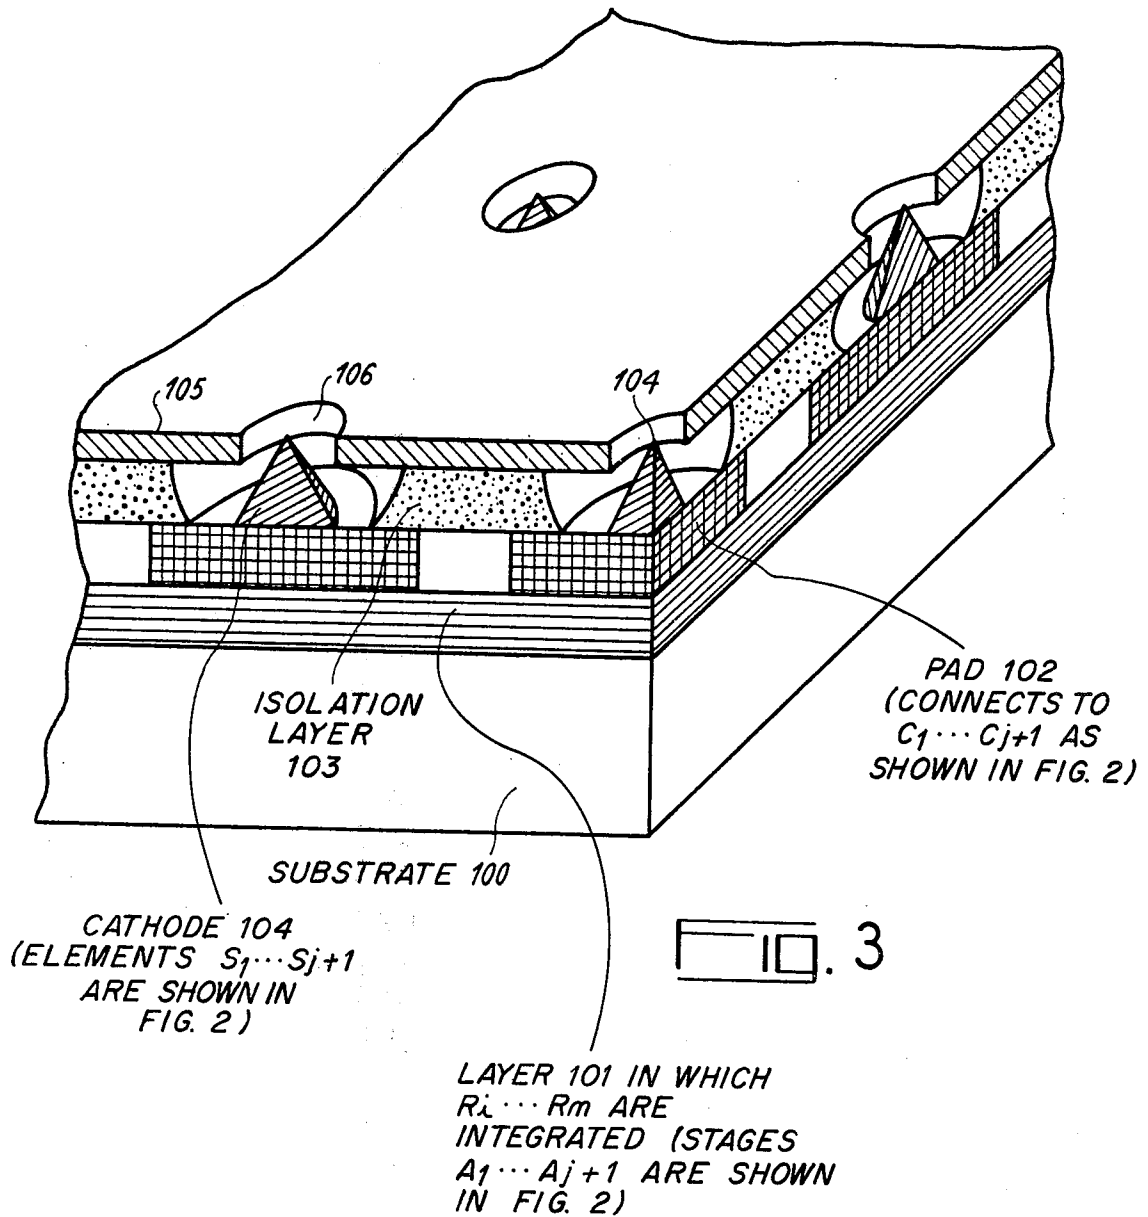 105
106
104
ISOLATION
LAYER
103
PAD 102
(CONNECTS TO
C1··· Cj+1 AS
SHOWN IN FIG. 2)
SUBSTRATE 100
CATHODE 104
(ELEMENTS S1···Sj+1
ARE SHOWN IN
FIG. 2)
FIG. 3
LAYER 101 IN WHICH
Ri ··· Rm ARE
INTEGRATED (STAGES
A1··· Aj+1 ARE SHOWN
IN FIG. 2)